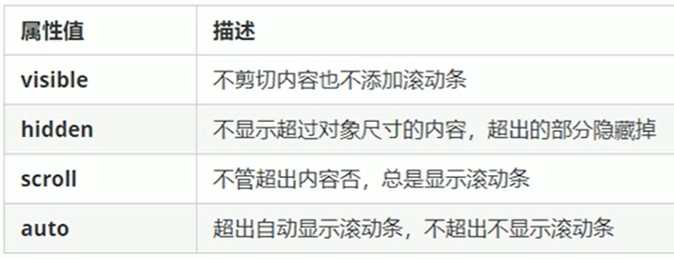 属性值 描述
visible 不剪切内容也不添加滚动条
hidden 不显示超过对象尺寸的内容，超出的部分隐藏掉
scroll 不管超出内容否，总是显示滚动条
auto 超出自动显示滚动条，不超出不显示滚动条